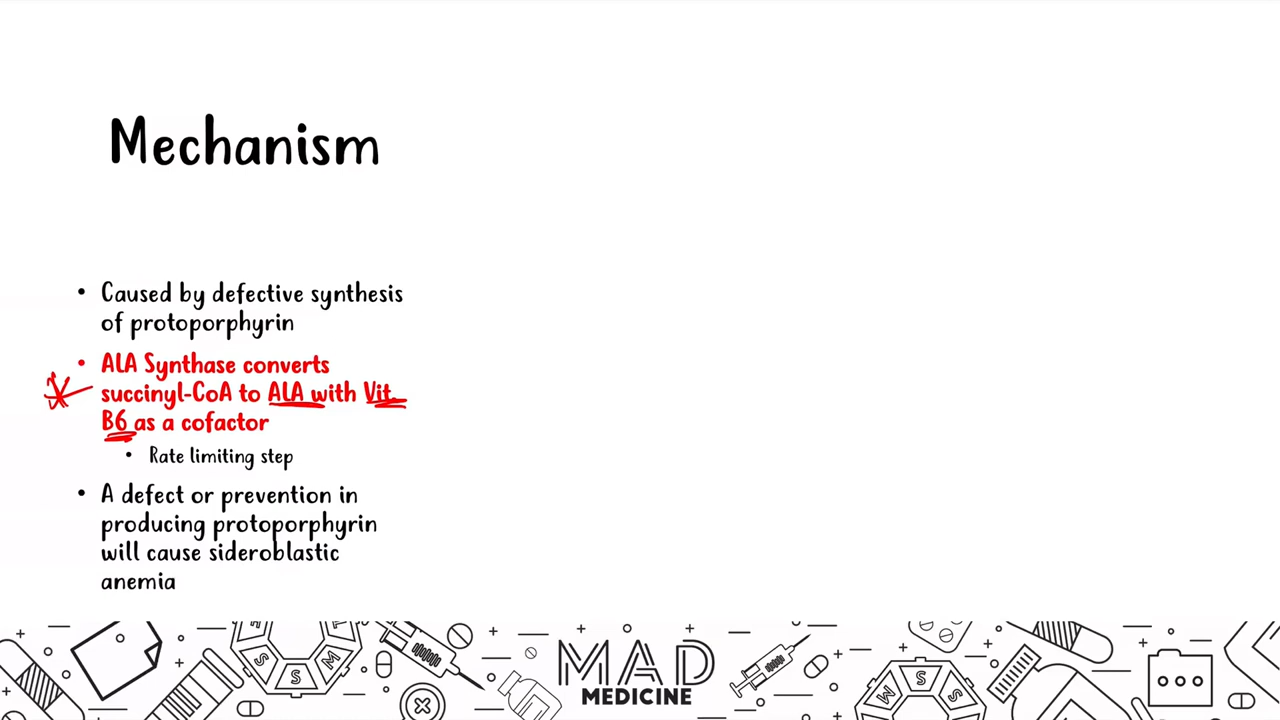 Mechanism
• Caused by defective synthesis
of protoporphyrin
• ALA Synthase converts
succinyl-CoA to ALA with Vit.
B6 as a cofactor
• Rate limiting step
• A defect or prevention in
producing protoporphyrin
will cause sideroblastic
anemia
S S M
MAD
MEDICINE
M S S